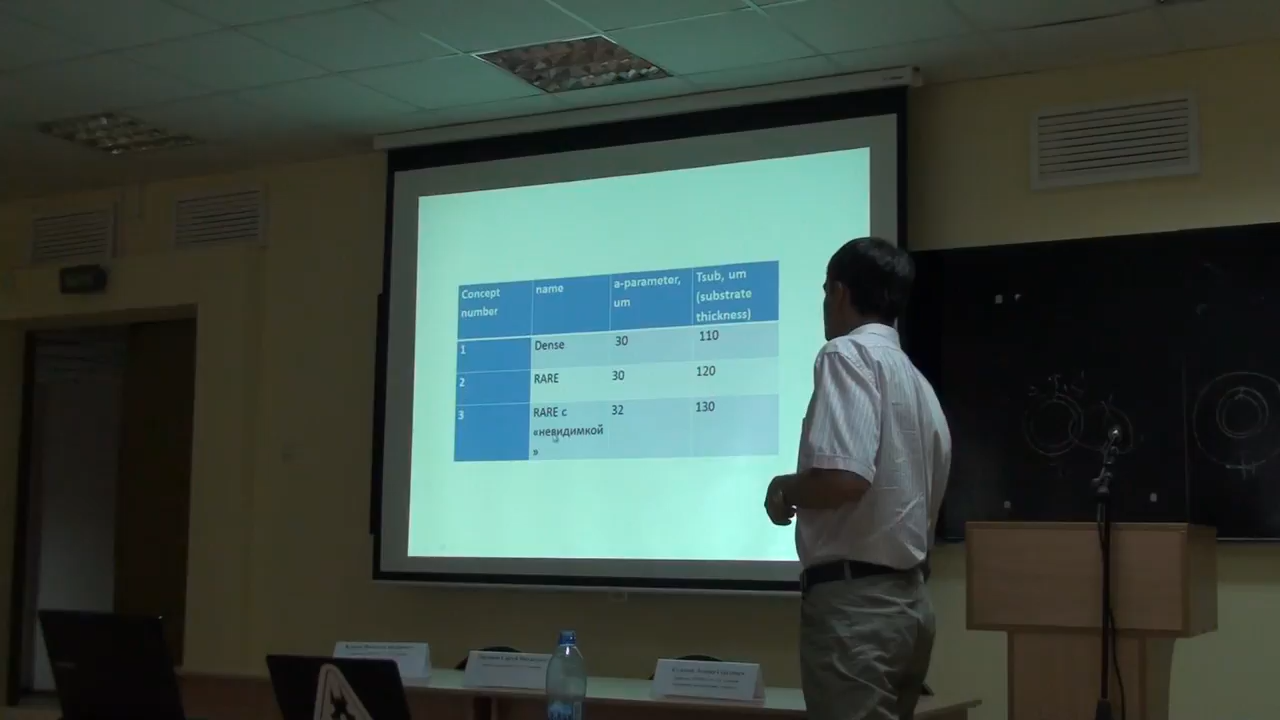 Concept number
name
a-parameter, um
Tsub, um (substrate thickness)
1
Dense
30
110
2
RARE
30
120
3
RARE с «невидимкой»
32
130